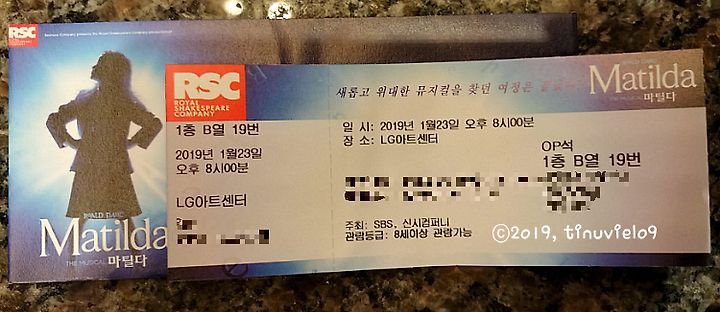 RSC
ROALD DAHL'S
Matilda
THE MUSICAL 마틸다
RSC
ROYAL
SHAKESPEARE
COMPANY
1층 B열 19번
2019년 1월23일
오후 8시00분
LG아트센터
새롭고 위대한 뮤지컬을 찾던 여정은 끝났다
Matilda
THE MUSICAL 마틸다
일 시: 2019년 1월23일 오후 8시00분
장 소: LG아트센터
OP석
1층 B열 19번
주최: SBS, 신시컴퍼니
관람등급: 8세이상 관람가능
©2019, tinuviel09